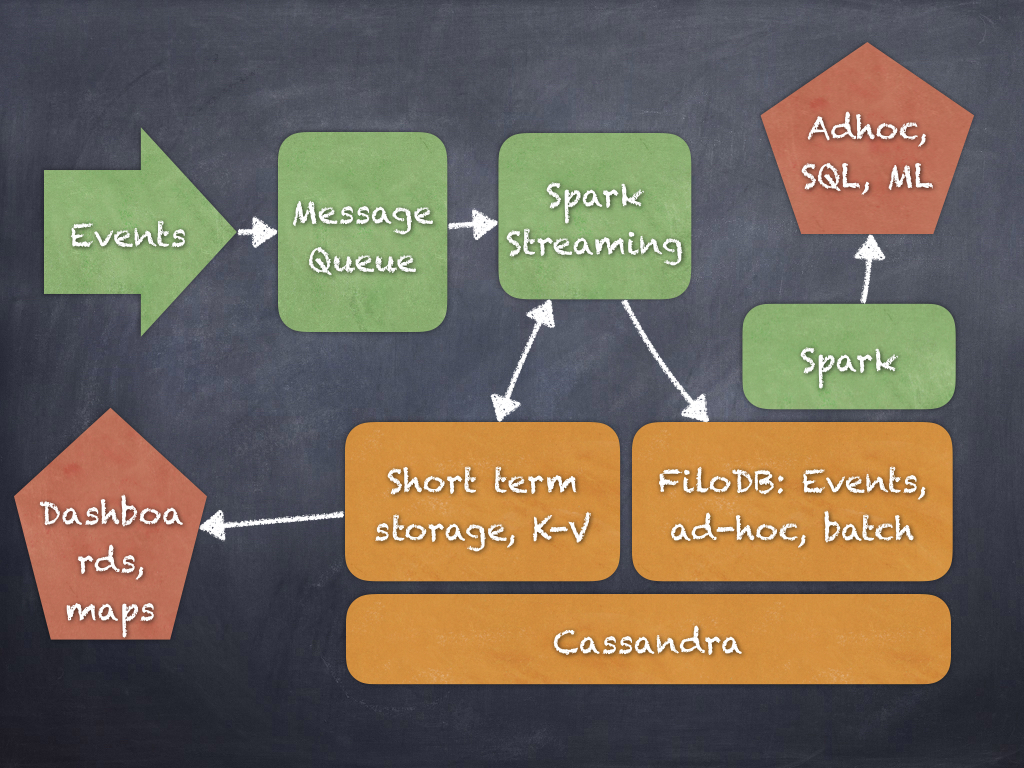 Events
Message
Queue
Spark
Streaming
Adhoc,
SQL, ML
Spark
Dashboa
rds,
maps
Short term
storage, K-V
FiloDB: Events,
ad-hoc, batch
Cassandra